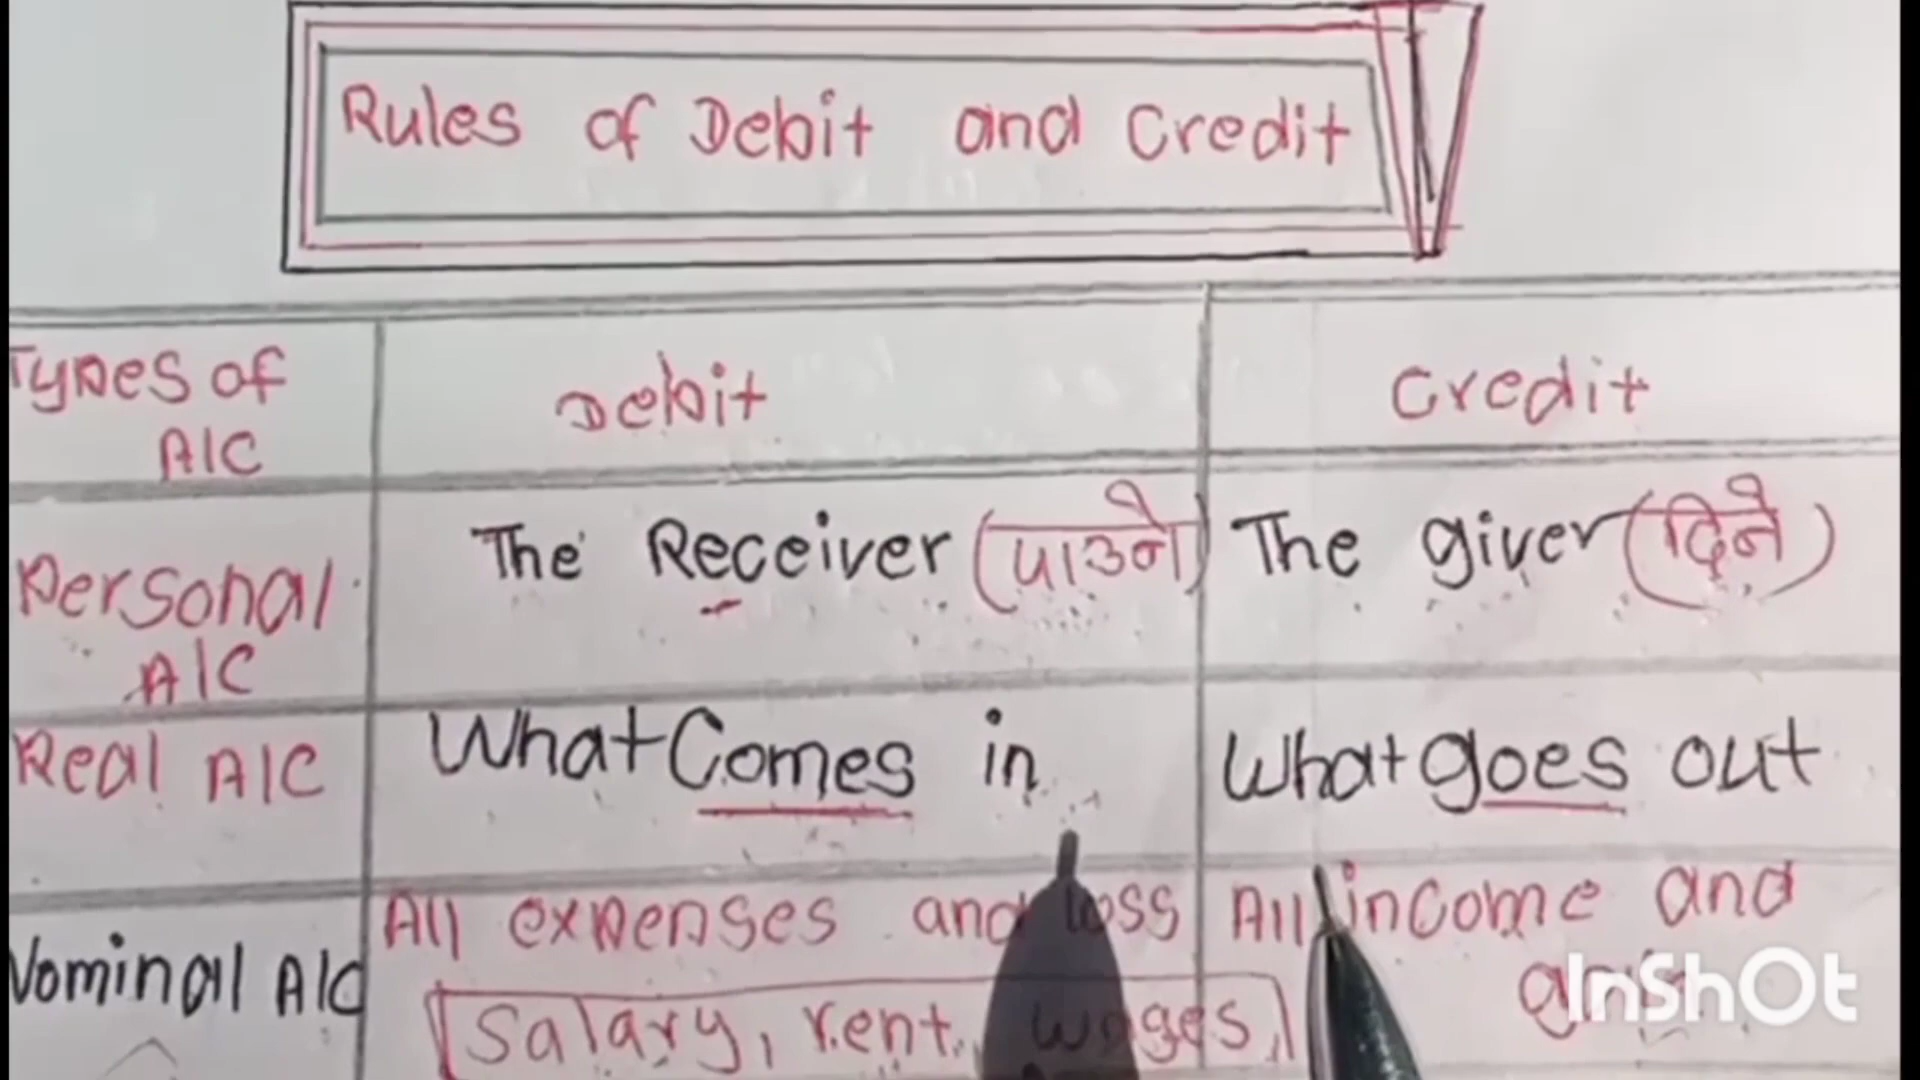 Rules of Debit and Credit
Types of A/C
Debit
Credit
Personal A/C
The Receiver (पाउने)
The giver (दिने)
Real A/C
What Comes in
What goes out
Nominal A/C
All expenses and loss
Salary, rent, wages,
All income and
InShOt